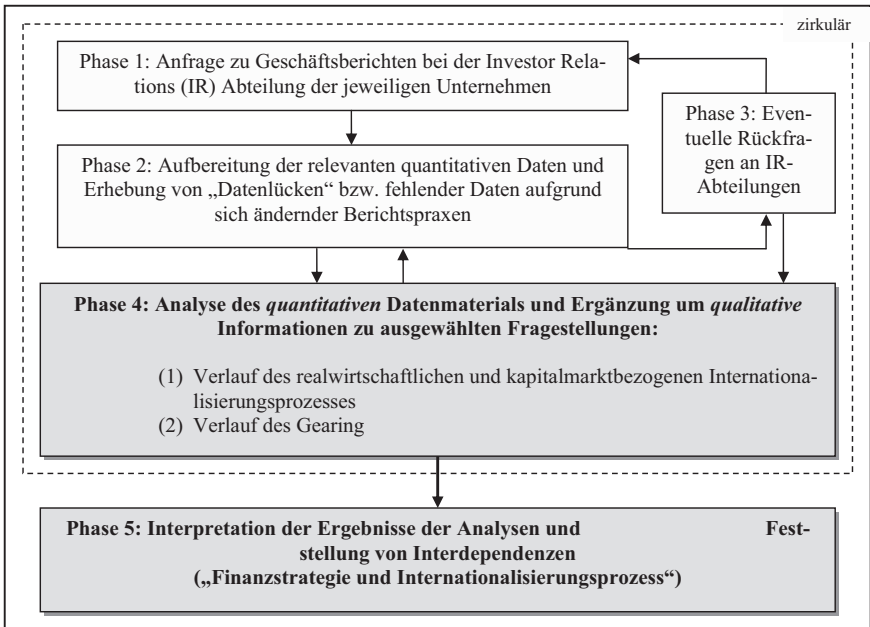 zirkulär
Phase 1: Anfrage zu Geschäftsberichten bei der Investor Rela-
tions (IR) Abteilung der jeweiligen Unternehmen
Phase 3: Even-
tuelle Rückfra-
gen an IR-
Abteilungen
Phase 2: Aufbereitung der relevanten quantitativen Daten und
Erhebung von „Datenlücken“ bzw. fehlender Daten aufgrund
sich ändernder Berichtspraxen
Phase 4: Analyse des quantitativen Datenmaterials und Ergänzung um qualitative
Informationen zu ausgewählten Fragestellungen:
(1) Verlauf des realwirtschaftlichen und kapitalmarktbezogenen Internationa-
lisierungsprozesses
(2) Verlauf des Gearing
Phase 5: Interpretation der Ergebnisse der Analysen und Fest-
stellung von Interdependenzen
(„Finanzstrategie und Internationalisierungsprozess“)